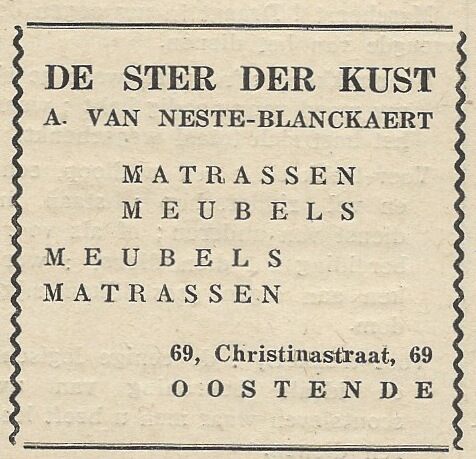 DE STER DER KUST
A. VAN NESTE-BLANCKAERT
MATRASSEN
MEUBELS
MEUBELS
MATRASSEN
69, Christinastraat, 69
OOSTENDE